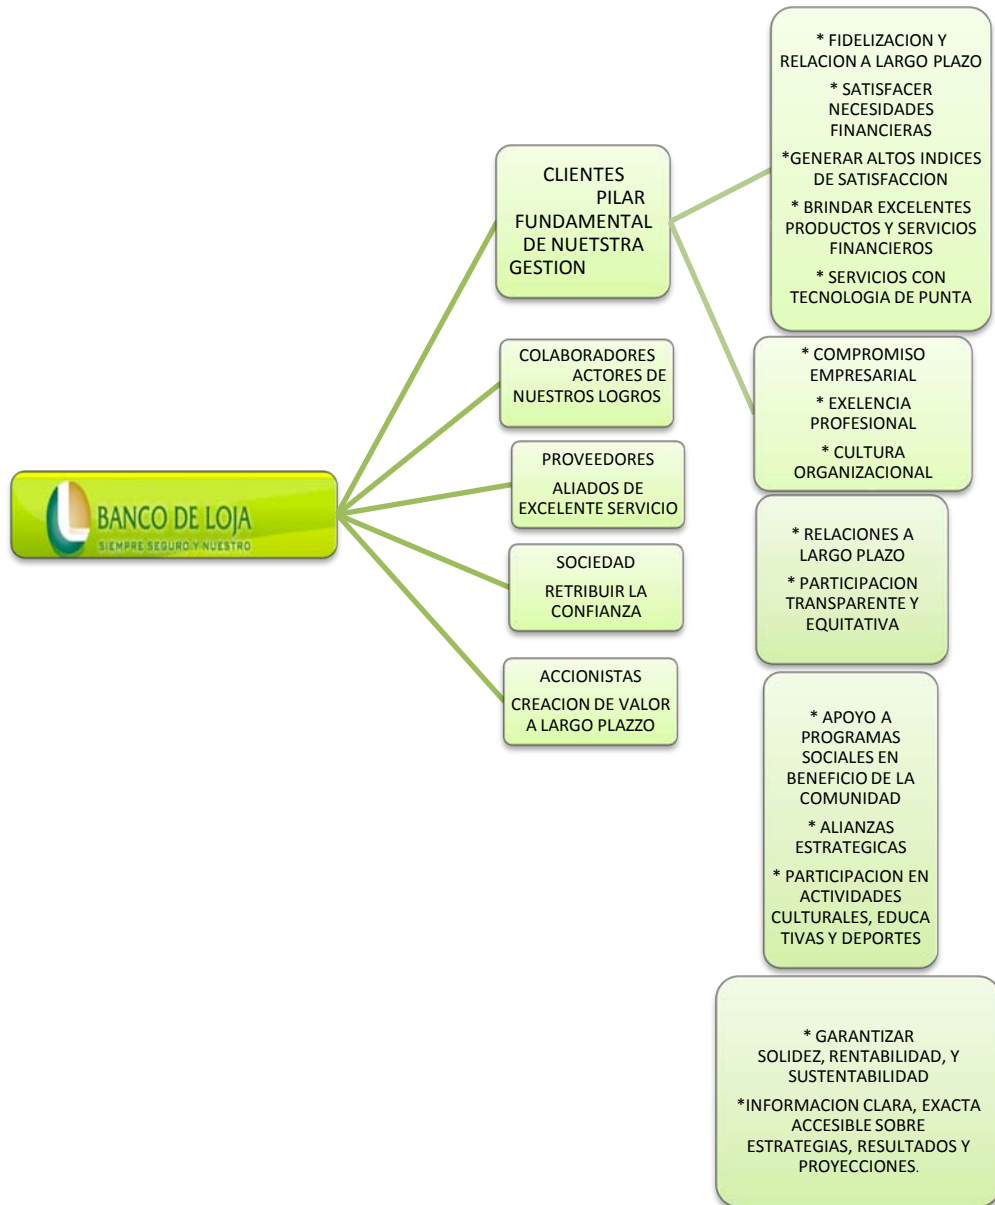 BANCO DE LOJA
SIEMPRE SEGURO Y NUESTRO
CLIENTES
PILAR
FUNDAMENTAL
DE NUETSTRA
GESTION
COLABORADORES
ACTORES DE
NUESTROS LOGROS
PROVEEDORES
ALIADOS DE
EXCELENTE SERVICIO
SOCIEDAD
RETRIBUIR LA
CONFIANZA
ACCIONISTAS
CREACION DE VALOR
A LARGO PLAZZO
* FIDELIZACION Y
RELACION A LARGO PLAZO
* SATISFACER
NECESIDADES
FINANCIERAS
*GENERAR ALTOS INDICES
DE SATISFACCION
* BRINDAR EXCELENTES
PRODUCTOS Y SERVICIOS
FINANCIEROS
* SERVICIOS CON
TECNOLOGIA DE PUNTA
* COMPROMISO
EMPRESARIAL
* EXELENCIA
PROFESIONAL
* CULTURA
ORGANIZACIONAL
* RELACIONES A
LARGO PLAZO
* PARTICIPACION
TRANSPARENTE Y
EQUITATIVA
* APOYO A
PROGRAMAS
SOCIALES EN
BENEFICIO DE LA
COMUNIDAD
* ALIANZAS
ESTRATEGICAS
* PARTICIPACION EN
ACTIVIDADES
CULTURALES, EDUCA
TIVAS Y DEPORTES
* GARANTIZAR
SOLIDEZ, RENTABILIDAD, Y
SUSTENTABILIDAD
*INFORMACION CLARA, EXACTA
ACCESIBLE SOBRE
ESTRATEGIAS, RESULTADOS Y
PROYECCIONES.